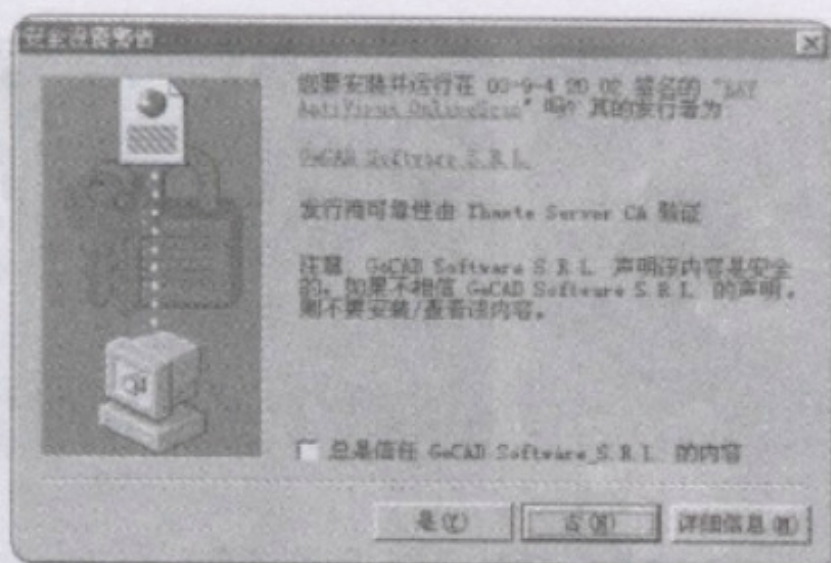 安全设置警告
您要安装并运行在 03-9-4 20:02 签名的 "RAV
AntiVirus OnlineScan" 吗? 其的发行者为
GeCAD Software S.R.L.
发行商可靠性由 Thawte Server CA 验证
注意: GeCAD Software S.R.L. 声明该内容是安全
的。如果不相信 GeCAD Software S.R.L. 的声明,
则不要安装/查看该内容。
总是信任 GeCAD Software S.R.L. 的内容
是(Y)
否(N)
详细信息(M)